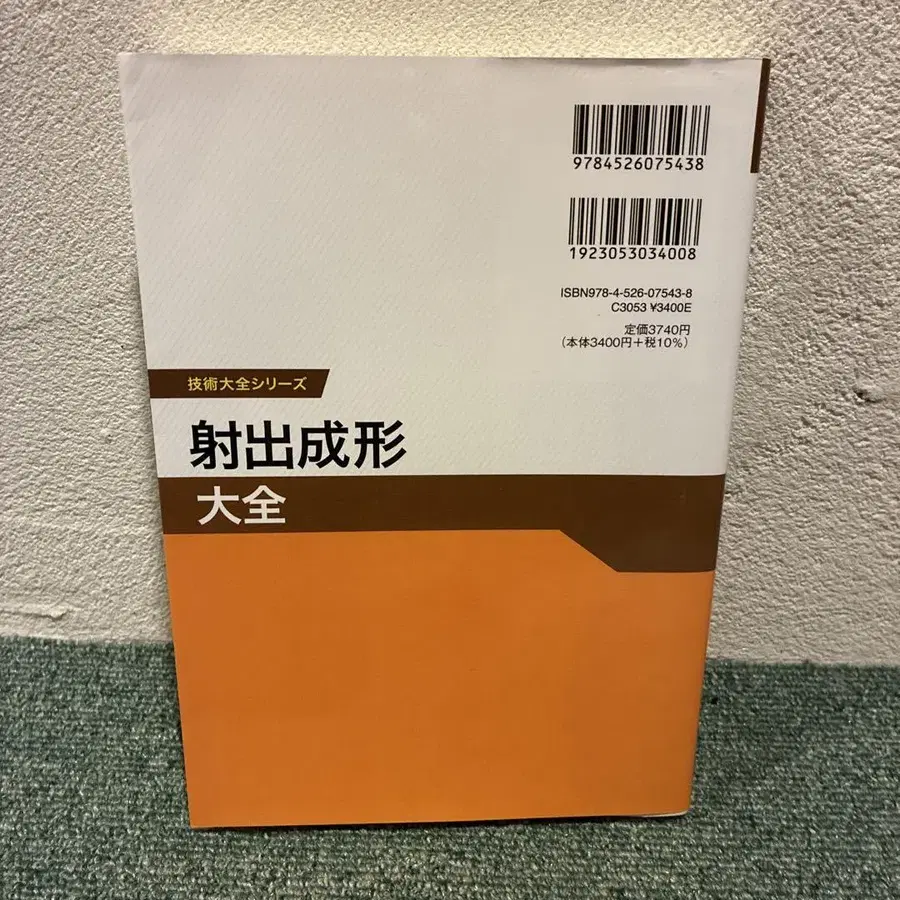 9784526075438
1923053034008
ISBN978-4-526-07543-8
C3053 ¥3400E
定価3740円
(本体3400円+税10%)
技術大全シリーズ
射出成形
大全